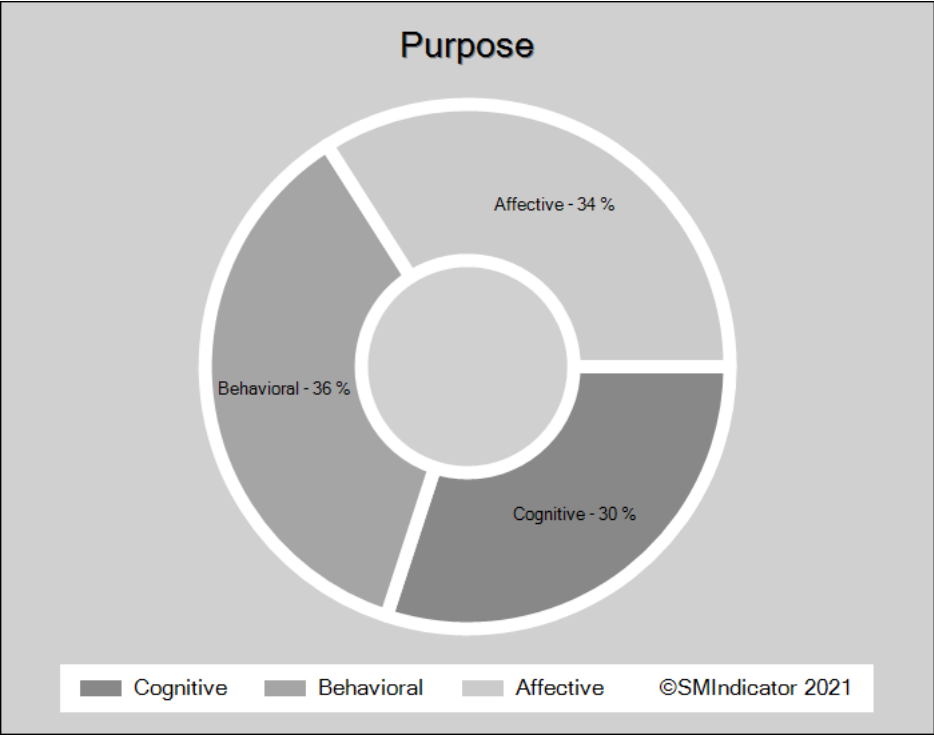 Purpose
Affective - 34 %
Behavioral - 36 %
Cognitive - 30 %
Cognitive Behavioral Affective ©SMIndicator 2021